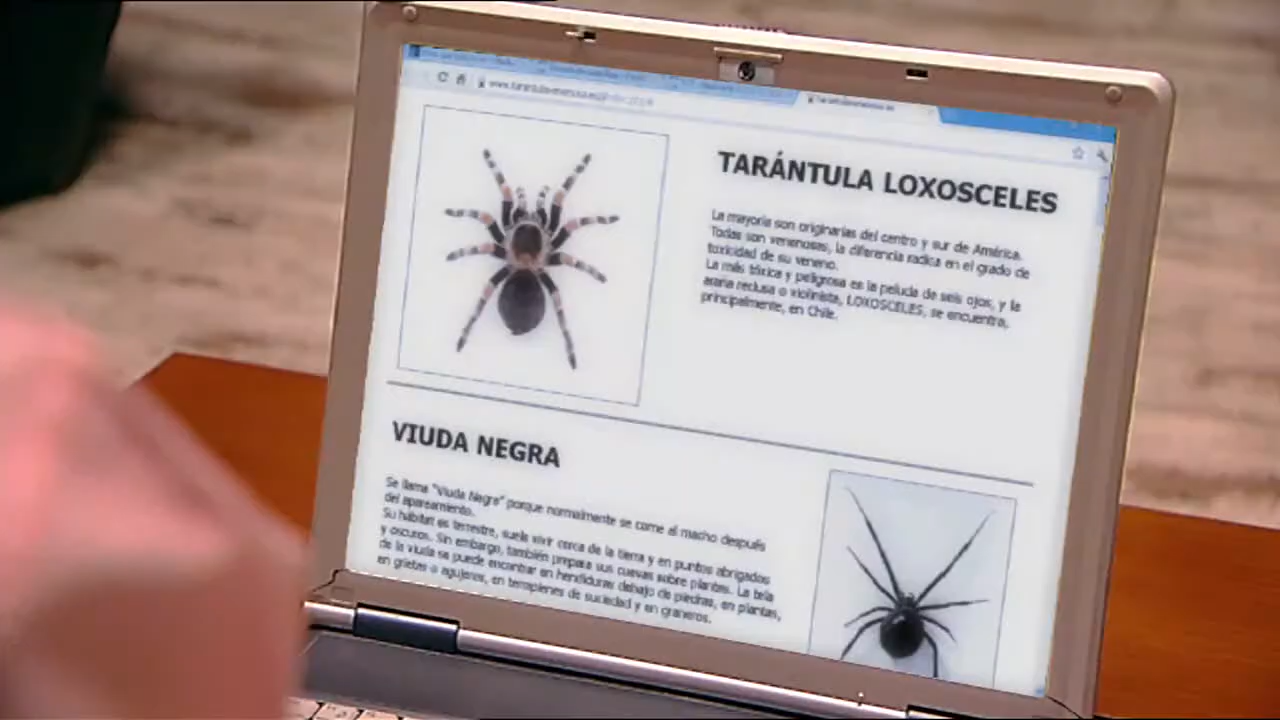 TARÁNTULA LOXOSCELES
La mayoría son originarias del centro y sur de América.
Todas son venenosas, la diferencia radica en el grado de
toxicidad de su veneno.
La más tóxica y peligrosa es la peluda de seis ojos, y la
araña reclusa o violinista, LOXOSCELES, se encuentra,
principalmente, en Chile.
VIUDA NEGRA
Se llama "Viuda Negra" porque normalmente se come al macho después
del apareamiento.
Su hábitat es terrestre, suele vivir cerca de la tierra y en puntos abrigados
y oscuros. Sin embargo, también prepara sus cuevas sobre plantas. La tela
de la viuda se puede encontrar en hendiduras debajo de piedras, en plantas,
en grietas o agujeros, en terraplenes de suciedad y en graneros.